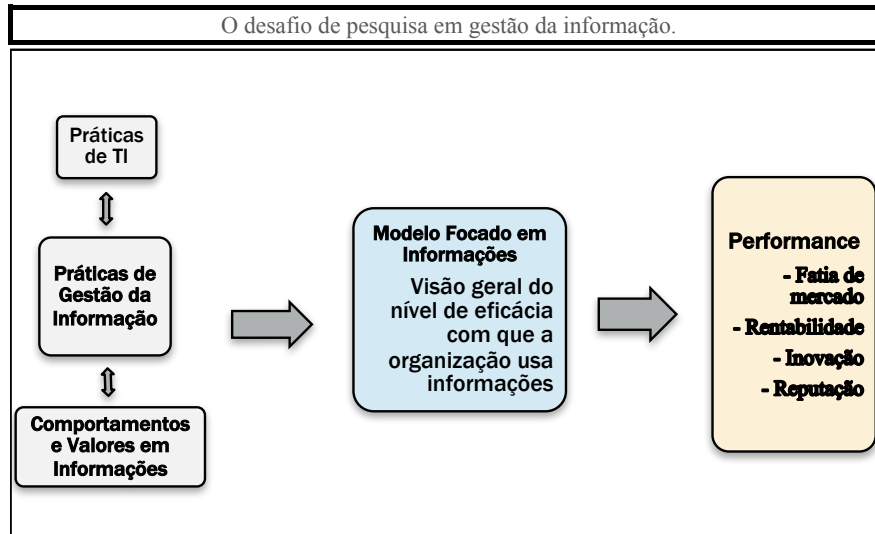 O desafio de pesquisa em gestão da informação.
Práticas
de TI
Práticas de
Gestão da
Informação
Comportamentos
e Valores em
Informações
Modelo Focado em
Informações
Visão geral do
nível de eficácia
com que a
organização usa
informações
Performance
- Fatia de
mercado
- Rentabilidade
- Inovação
- Reputação